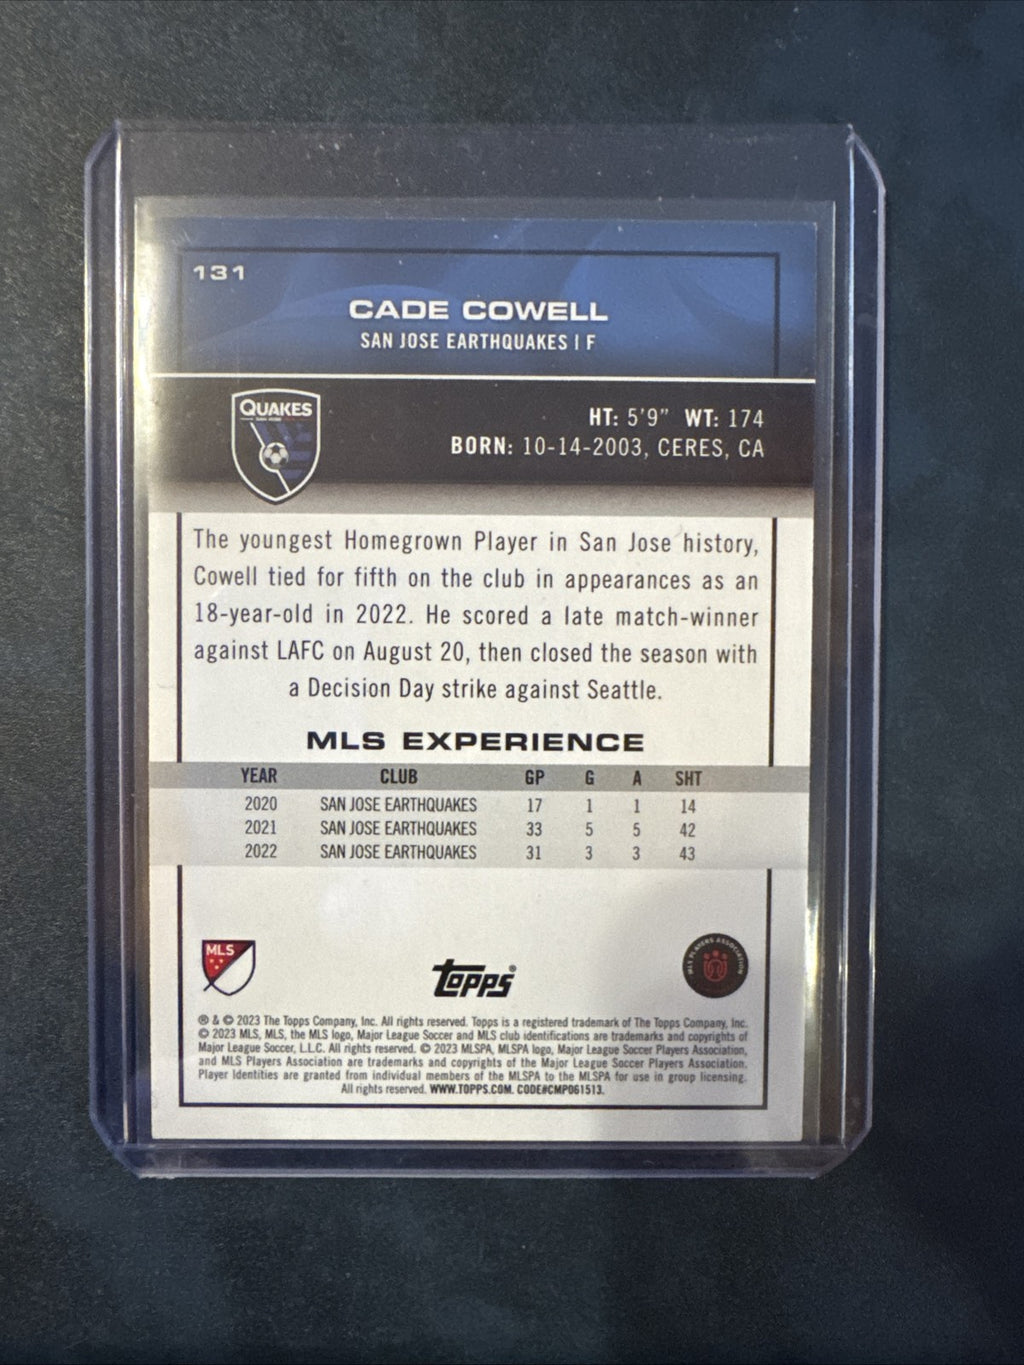 131
CADE COWELL
SAN JOSE EARTHQUAKES | F
QUAKES
HT: 5'9" WT: 174
BORN: 10-14-2003, CERES, CA
The youngest Homegrown Player in San Jose history,
Cowell tied for fifth on the club in appearances as an
18-year-old in 2022. He scored a late match-winner
against LAFC on August 20, then closed the season with
a Decision Day strike against Seattle.
MLS EXPERIENCE
YEAR CLUB GP G A SHT
2020 SAN JOSE EARTHQUAKES 17 1 1 14
2021 SAN JOSE EARTHQUAKES 33 5 5 42
2022 SAN JOSE EARTHQUAKES 31 3 3 43
MLS
topps®
MLS PLAYERS ASSOCIATION
® & © 2023 The Topps Company, Inc. All rights reserved. Topps is a registered trademark of The Topps Company, Inc.
© 2023 MLS, MLS, the MLS logo, Major League Soccer and MLS club identifications are trademarks and copyrights of
Major League Soccer, L.L.C. All rights reserved. © 2023 MLSPA, MLSPA logo, Major League Soccer Players Association,
and MLS Players Association are trademarks and copyrights of the Major League Soccer Players Association.
Player Identities are granted from individual members of the MLSPA to the MLSPA for use in group licensing.
All rights reserved. WWW.TOPPS.COM. CODE#CMP061513.